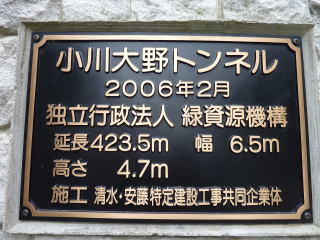 小川大野トンネル
2006年2月
独立行政法人 緑資源機構
延長423.5m 幅 6.5m
高さ 4.7m
施工 清水・安藤特定建設工事共同企業体